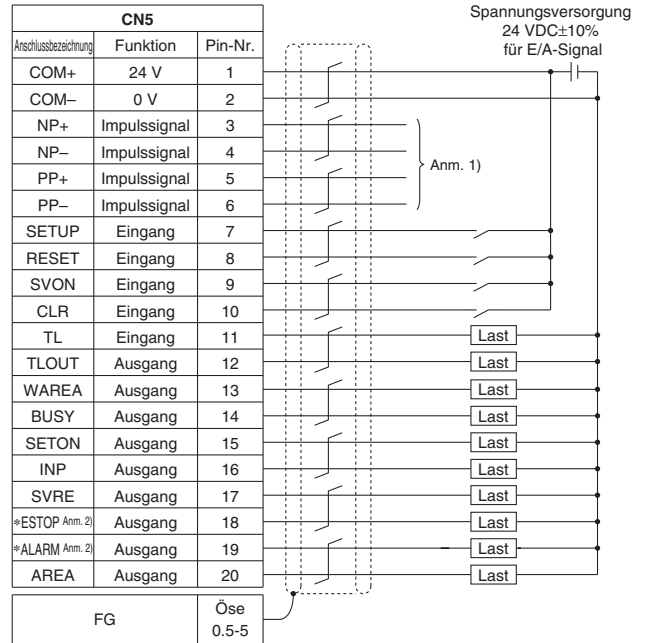 Spannungsversorgung
24 VDC±10%
für E/A-Signal
CN5
Anschlussbezeichnung Funktion Pin-Nr.
COM+ 24 V 1
COM– 0 V 2
NP+ Impulssignal 3
NP– Impulssignal 4
PP+ Impulssignal 5
PP– Impulssignal 6
Anm. 1)
SETUP Eingang 7
RESET Eingang 8
SVON Eingang 9
CLR Eingang 10
TL Eingang 11 Last
TLOUT Ausgang 12 Last
WAREA Ausgang 13 Last
BUSY Ausgang 14 Last
SETON Ausgang 15 Last
INP Ausgang 16 Last
SVRE Ausgang 17 Last
∗ESTOP Anm. 2) Ausgang 18 Last
∗ALARM Anm. 2) Ausgang 19 Last
AREA Ausgang 20 Last
FG Öse
0.5-5